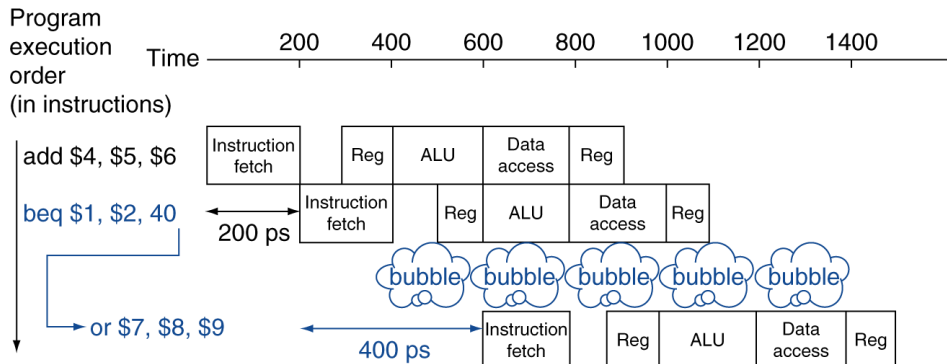 Program
execution
order
(in instructions)
Time
200 400 600 800 1000 1200 1400
add $4, $5, $6
Instruction
fetch
Reg
ALU
Data
access
Reg
beq $1, $2, 40
200 ps
Instruction
fetch
Reg
ALU
Data
access
Reg
bubble bubble bubble bubble bubble
or $7, $8, $9
400 ps
Instruction
fetch
Reg
ALU
Data
access
Reg